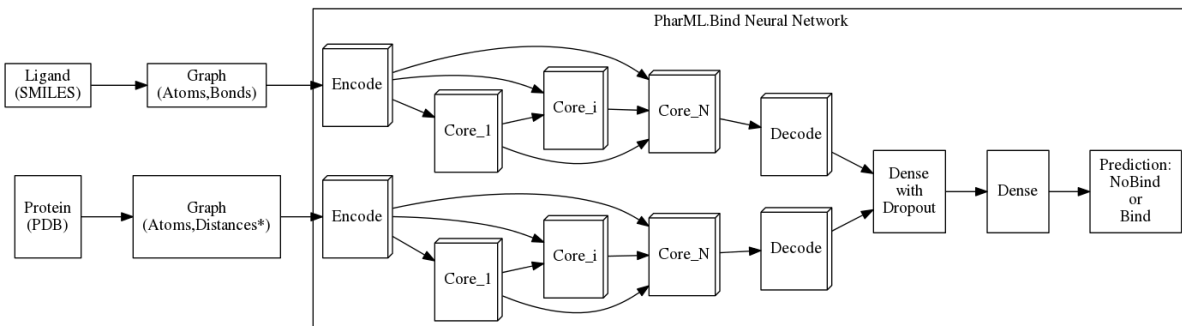 PharML.Bind Neural Network
Ligand
(SMILES)
Graph
(Atoms,Bonds)
Encode
Core_1
Core_i
Core_N
Decode
Protein
(PDB)
Graph
(Atoms,Distances*)
Encode
Core_1
Core_i
Core_N
Decode
Dense
with
Dropout
Dense
Prediction:
NoBind
or
Bind